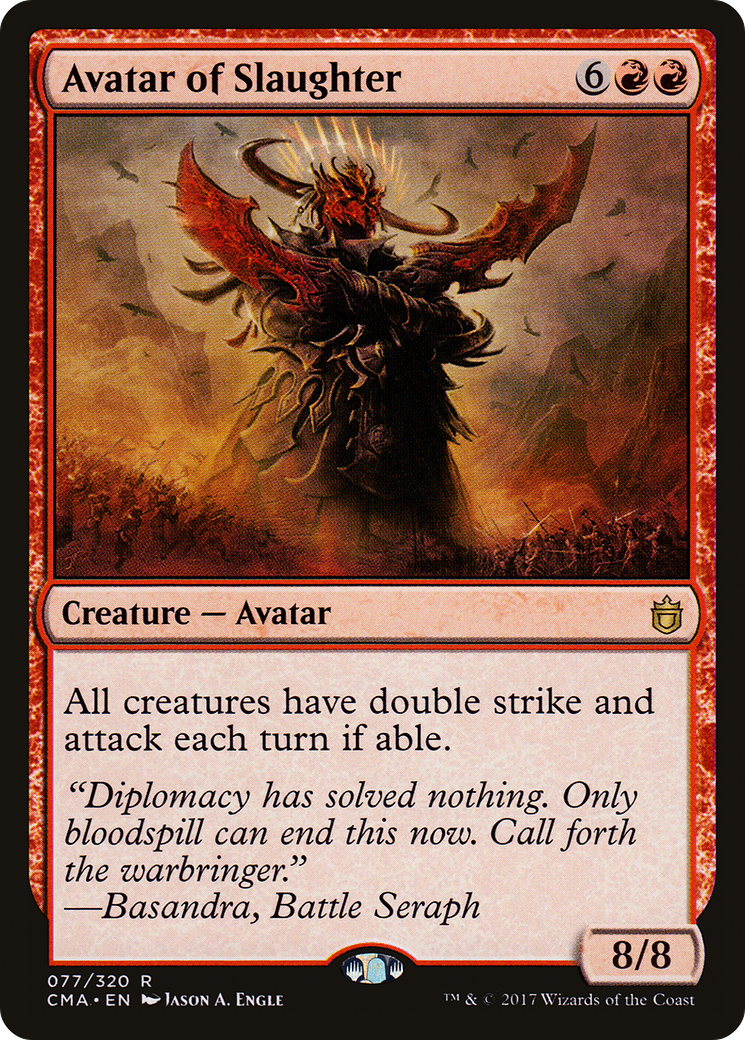 Avatar of Slaughter 6
Creature — Avatar
All creatures have double strike and
attack each turn if able.
“Diplomacy has solved nothing. Only
bloodspill can end this now. Call forth
the warbringer.”
—Basandra, Battle Seraph
8/8
077/320 R
CMA • EN Jason A. Engle
™ & © 2017 Wizards of the Coast